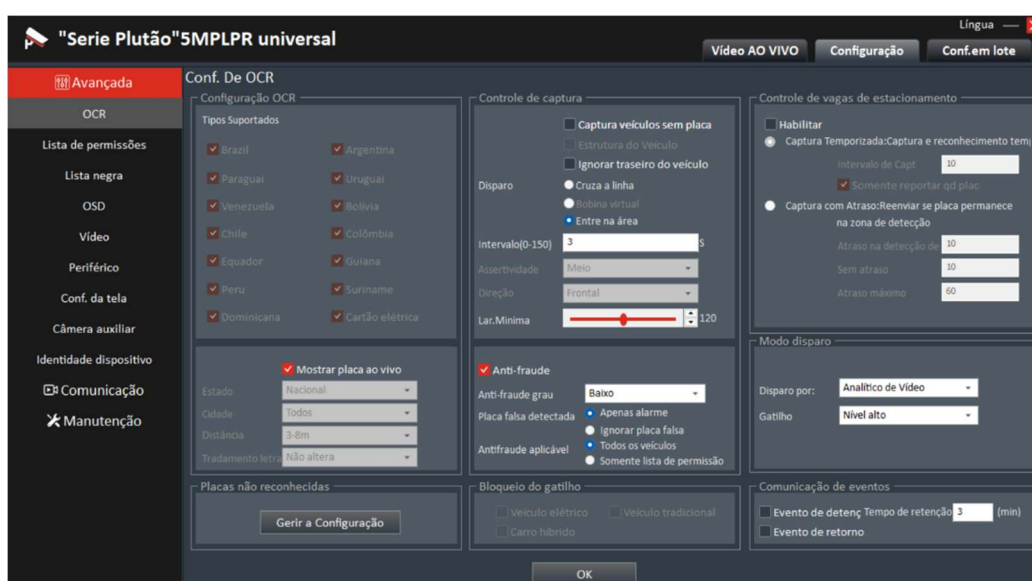 Língua
"Serie Plutão"5MPLPR universal
Vídeo AO VIVO
Configuração
Conf.em lote
Avançada
OCR
Lista de permissões
Lista negra
OSD
Vídeo
Periférico
Conf. da tela
Câmera auxiliar
Identidade dispositivo
Comunicação
Manutenção
Conf. De OCR
Configuração OCR
Tipos Suportados
Brazil
Argentina
Paraguai
Uruguai
Venezuela
Bolívia
Chile
Colômbia
Equador
Guiana
Peru
Suriname
Dominicana
Cartão elétrica
Mostrar placa ao vivo
Estado
Nacional
Cidade
Todos
Distância
3-8m
Tradamento letra
Não altera
Placas não reconhecidas
Gerir a Configuração
Controle de captura
Captura veículos sem placa
Estrutura do Veículo
Ignorar traseiro do veículo
Disparo
Cruza a linha
Bobina virtual
Entre na área
Intervalo(0-150)
3
S
Assertividade
Meio
Direção
Frontal
Lar.Minima
120
Anti-fraude
Anti-fraude grau
Baixo
Placa falsa detectada
Apenas alarme
Ignorar placa falsa
Antifraude aplicável
Todos os veículos
Somente lista de permissão
Bloqueio do gatilho
Veículo elétrico
Veículo tradicional
Carro híbrido
Controle de vagas de estacionamento
Habilitar
Captura Temporizada:Captura e reconhecimento tem
Intervalo de Capt
10
Somente reportar qd plac
Captura com Atraso:Reenviar se placa permanece
na zona de detecção
Atraso na detecção de
10
Sem atraso
10
Atraso máximo
60
Modo disparo
Disparo por:
Analítico de Vídeo
Gatilho
Nível alto
Comunicação de eventos
Evento de detenç
Tempo de retenção
3
(min)
Evento de retorno
OK